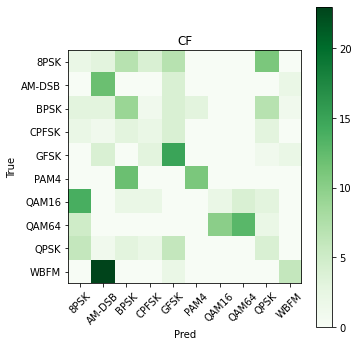 CF
True
8PSK
AM-DSB
BPSK
CPFSK
GFSK
PAM4
QAM16
QAM64
QPSK
WBFM
8PSK
AM-DSB
BPSK
CPFSK
GFSK
PAM4
QAM16
QAM64
QPSK
WBFM
Pred
20
15
10
5
0